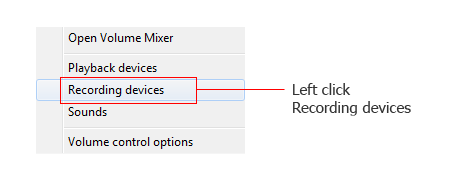 Open Volume Mixer
Playback devices
Recording devices
Sounds
Volume control options
Left click
Recording devices